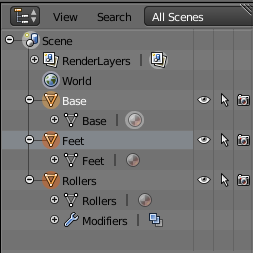 View Search All Scenes
Scene
RenderLayers |
World
Base
Base |
Feet
Feet |
Rollers
Rollers |
Modifiers |